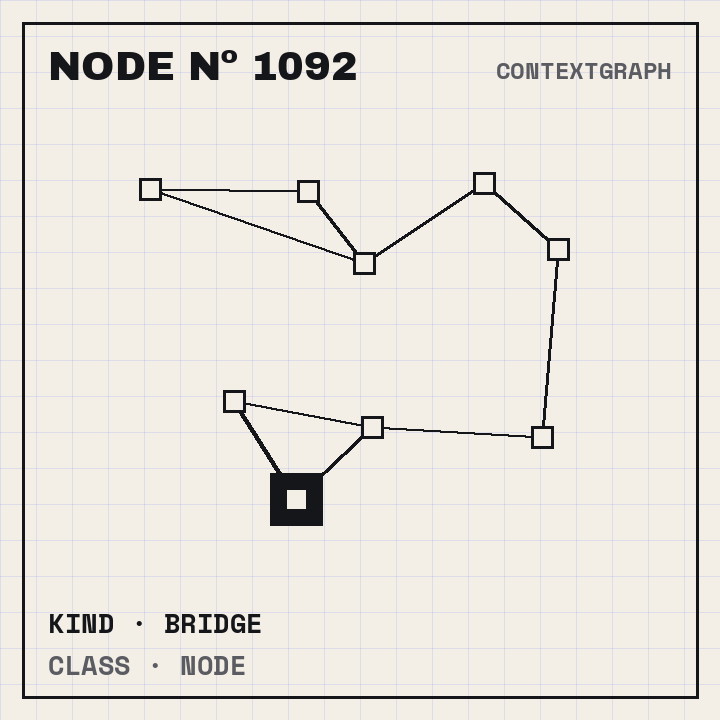 NODE Nº 1092
CONTEXTGRAPH
KIND · BRIDGE
CLASS · NODE